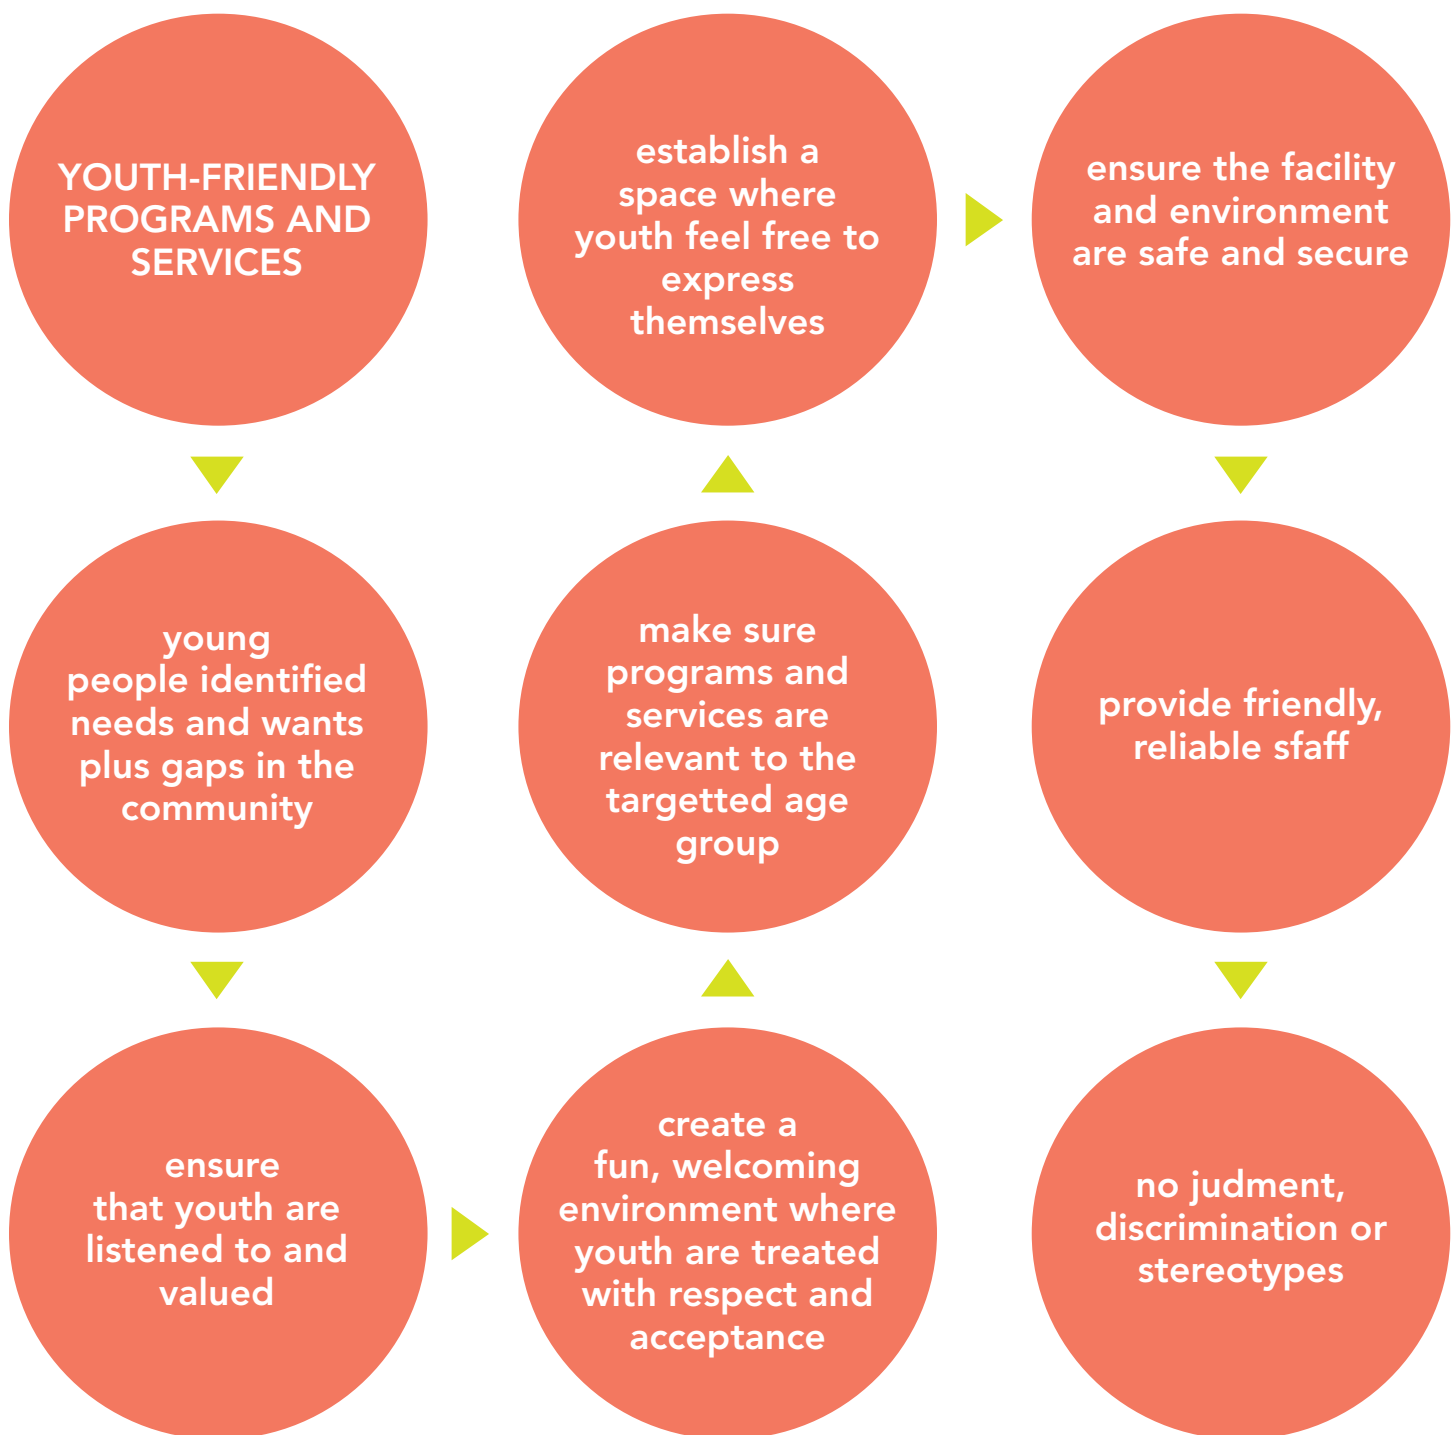 YOUTH-FRIENDLY
PROGRAMS AND
SERVICES
young
people identified
needs and wants
plus gaps in the
community
ensure
that youth are
listened to and
valued
create a
fun, welcoming
environment where
youth are treated
with respect and
acceptance
make sure
programs and
services are
relevant to the
targetted age
group
establish a
space where
youth feel free to
express
themselves
ensure the facility
and environment
are safe and secure
provide friendly,
reliable sfaff
no judgment,
discrimination or
stereotypes